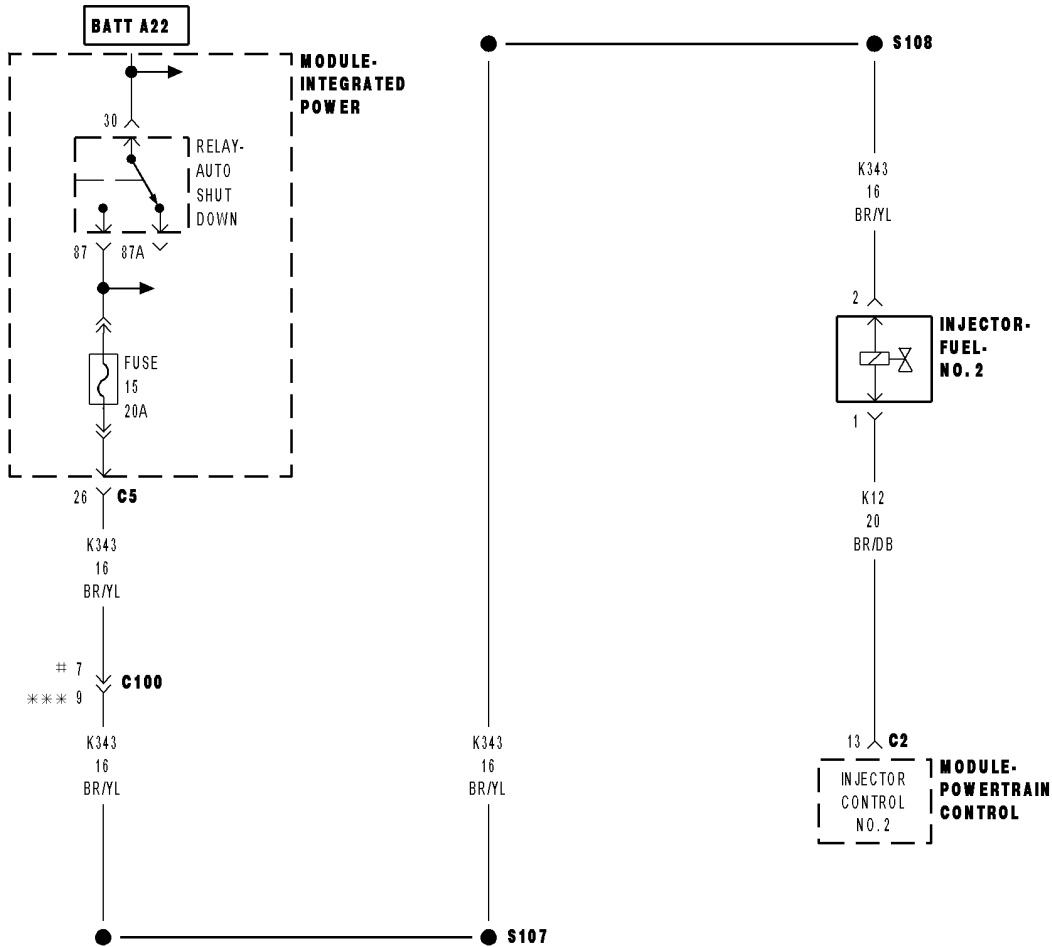 BATT A22
MODULE-
INTEGRATED
POWER
30
RELAY-
AUTO
SHUT
DOWN
87
87A
FUSE
15
20A
26
C5
K343
16
BR/YL
# 7
*** 9
C100
K343
16
BR/YL
S107
K343
16
BR/YL
S108
K343
16
BR/YL
2
INJECTOR-
FUEL-
NO.2
1
K12
20
BR/DB
13
C2
INJECTOR
CONTROL
NO.2
MODULE-
POWERTRAIN
CONTROL